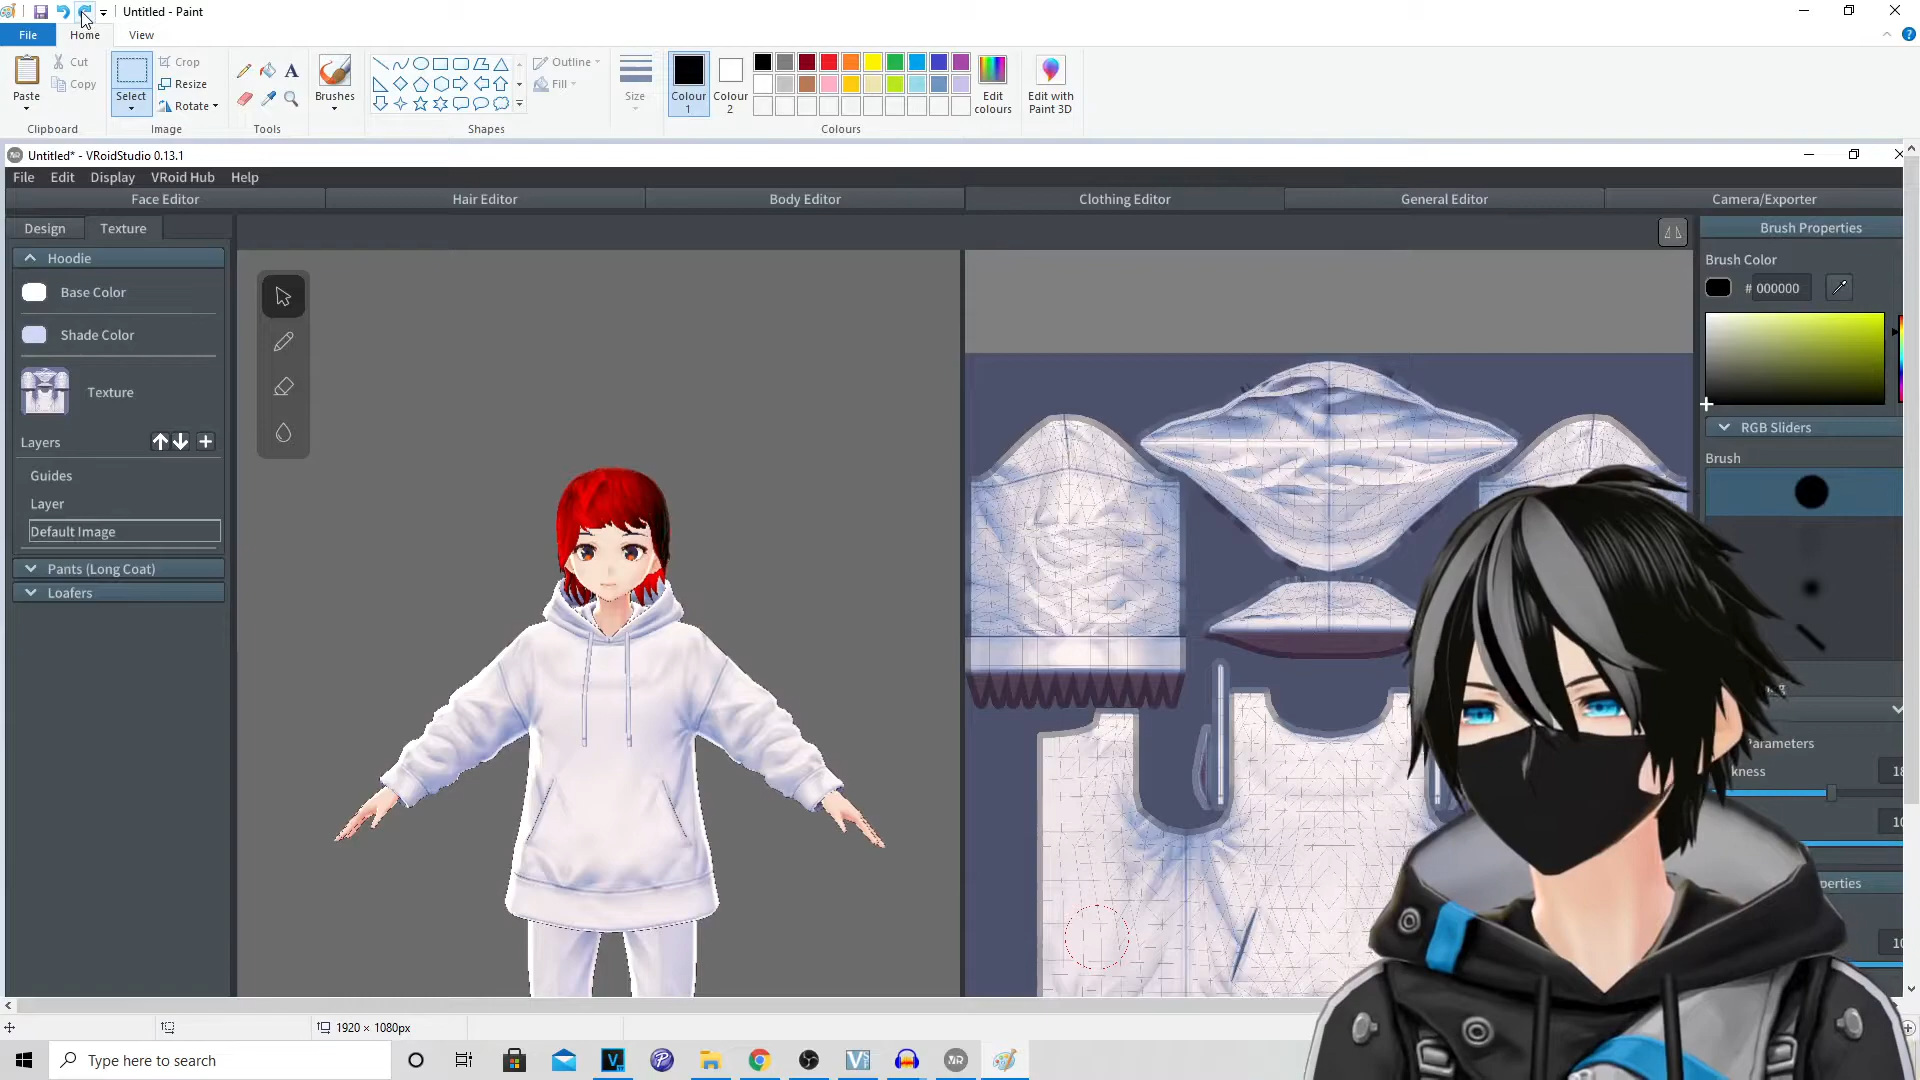 Untitled - Paint
File Home View
Paste
Cut
Copy
Clipboard
Select
Crop
Resize
Rotate
Image
Tools
Brushes
Shapes
Outline
Fill
Size
Colour 1
Colour 2
Edit colours
Colours
Edit with Paint 3D
Untitled* - VRoidStudio 0.13.1
File Edit Display VRoid Hub Help
Face Editor Hair Editor Body Editor Clothing Editor General Editor Camera/Exporter
Design Texture
Hoodie
Base Color
Shade Color
Texture
Layers
Guides
Layer
Default Image
Pants (Long Coat)
Loafers
Brush Properties
Brush Color
# 000000
RGB Sliders
Brush
Parameters
kness
perties
1920 × 1080px
Type here to search